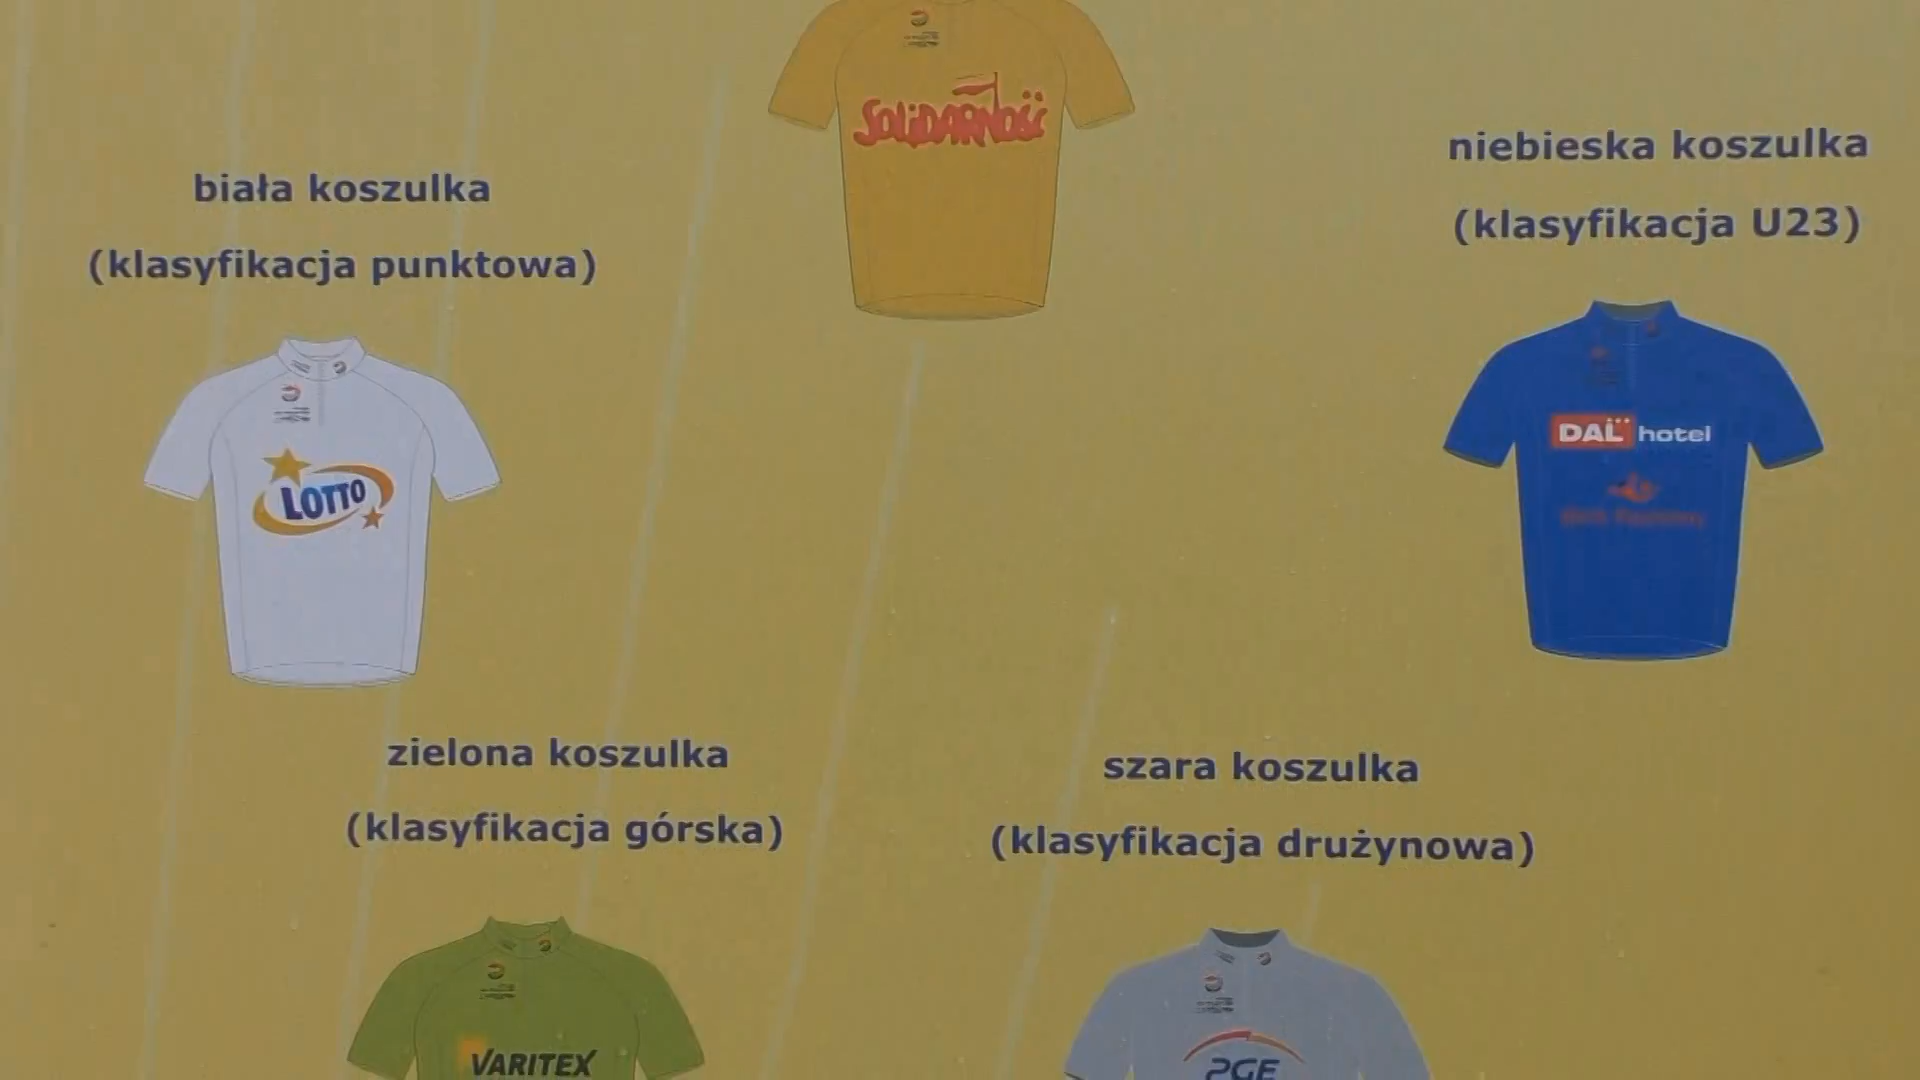 SOLIDARNOŚĆ
biała koszulka
(klasyfikacja punktowa)
niebieska koszulka
(klasyfikacja U23)
LOTTO
DAL hotel
zielona koszulka
(klasyfikacja górska)
szara koszulka
(klasyfikacja drużynowa)
VARITEX
PGE